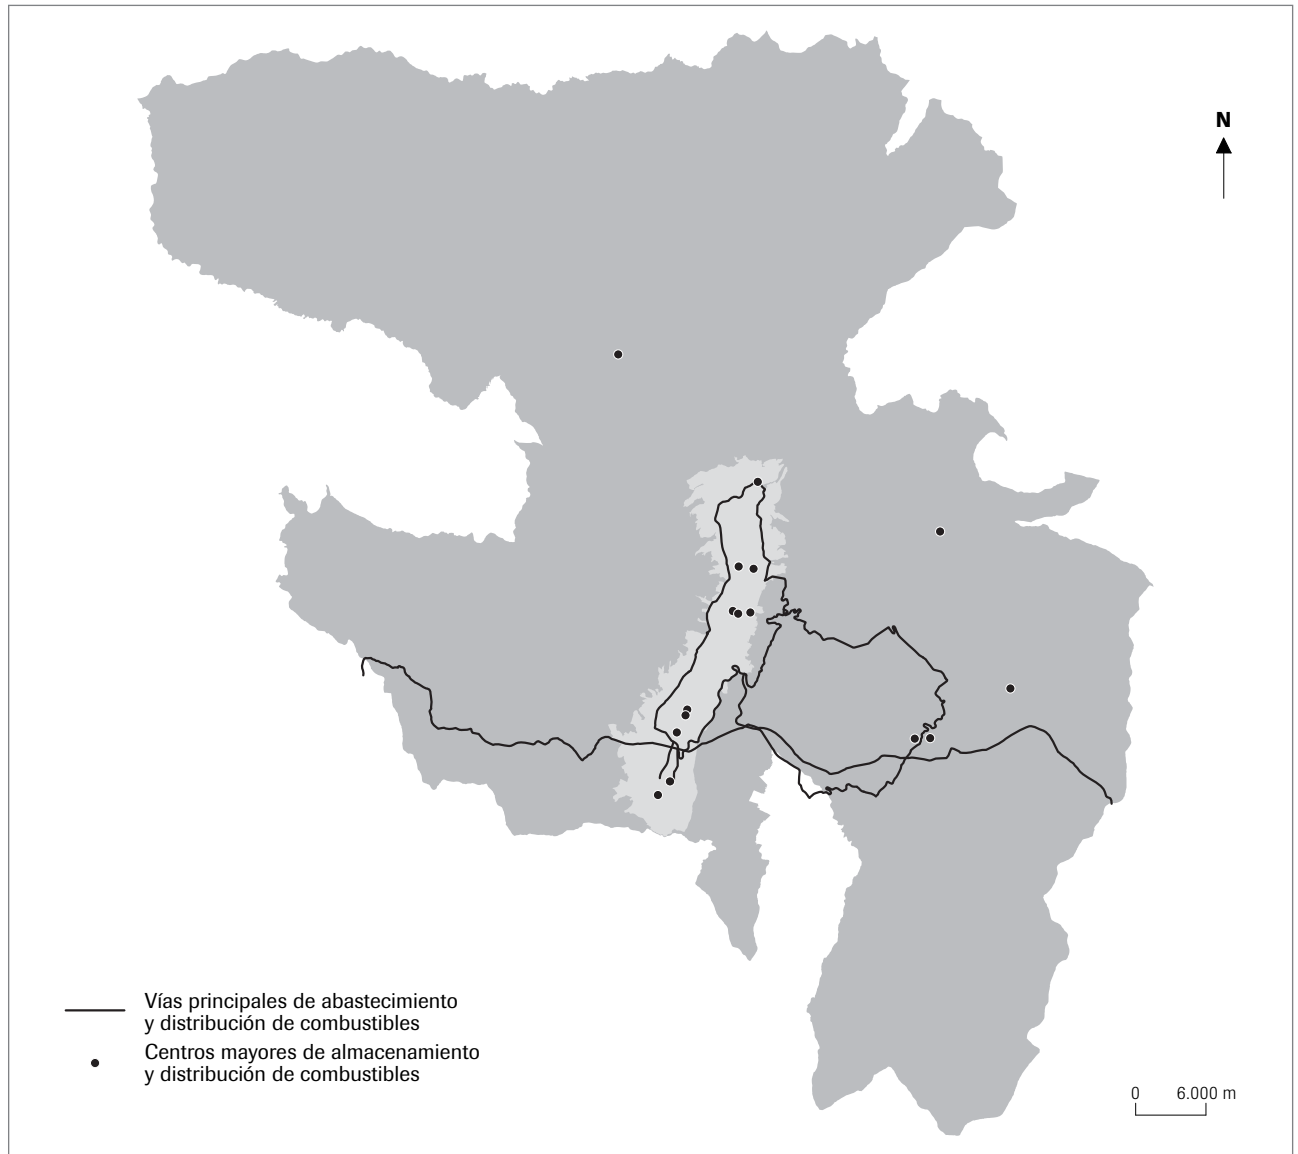 N
Vías principales de abastecimiento
y distribución de combustibles
Centros mayores de almacenamiento
y distribución de combustibles
0 6.000 m